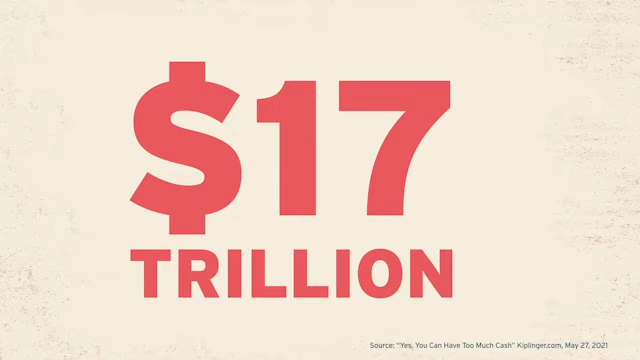 $17
TRILLION
Source: "Yes, You Can Have Too Much Cash" Kiplinger.com, May 27, 2021